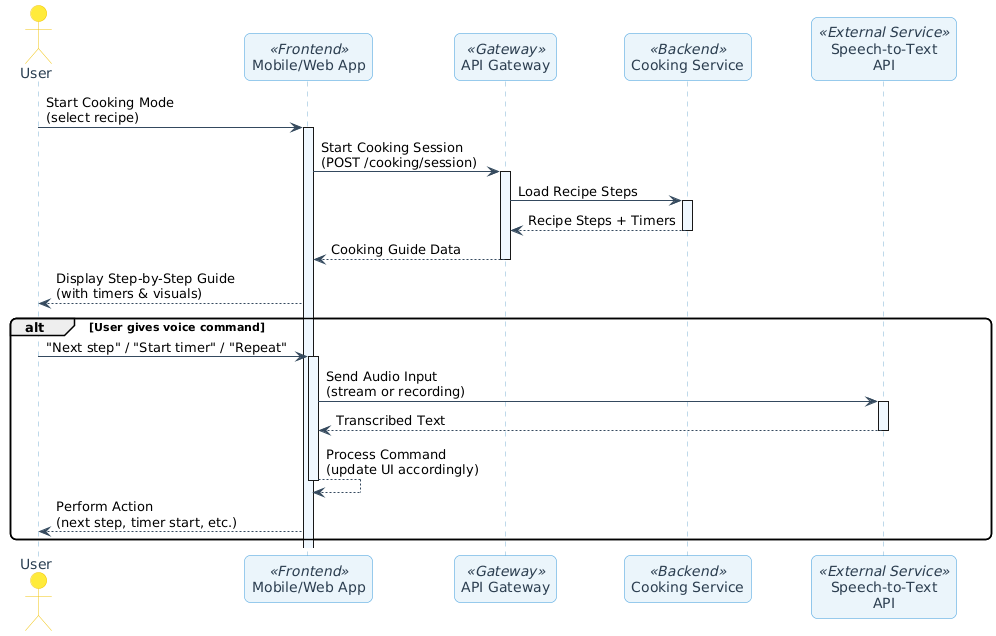 «External Service»
«Frontend» «Gateway» «Backend» Speech-to-Text
User Mobile/Web App API Gateway Cooking Service API
Start Cooking Mode
(select recipe)
Start Cooking Session
(POST /cooking/session)
Load Recipe Steps
Recipe Steps + Timers
Cooking Guide Data
Display Step-by-Step Guide
(with timers & visuals)
alt [User gives voice command]
"Next step" / "Start timer" / "Repeat"
Send Audio Input
(stream or recording)
Transcribed Text
Process Command
(update UI accordingly)
Perform Action
(next step, timer start, etc.)
User «Frontend» «Gateway» «Backend» «External Service»
Mobile/Web App API Gateway Cooking Service Speech-to-Text
API